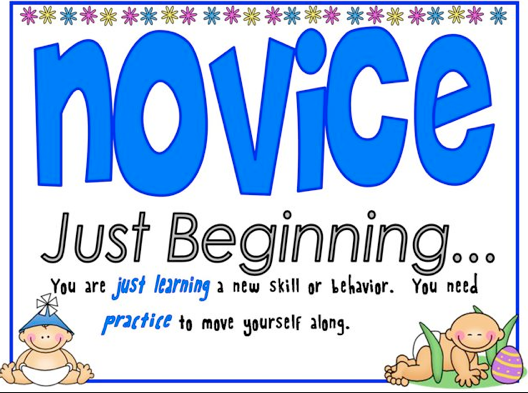 novice
Just Beginning...
You are just learning a new skill or behavior. You need
practice to move yourself along.